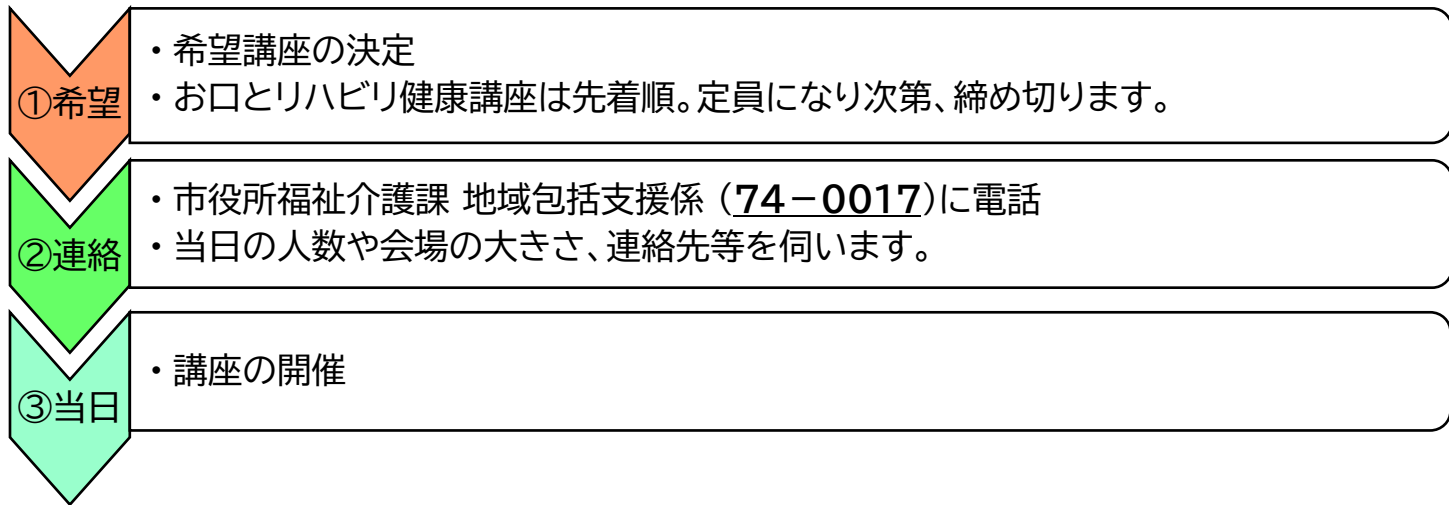 ①希望
・希望講座の決定
・お口とリハビリ健康講座は先着順。定員になり次第、締め切ります。
②連絡
・市役所福祉介護課 地域包括支援係 (74-0017)に電話
・当日の人数や会場の大きさ、連絡先等を伺います。
③当日
・講座の開催